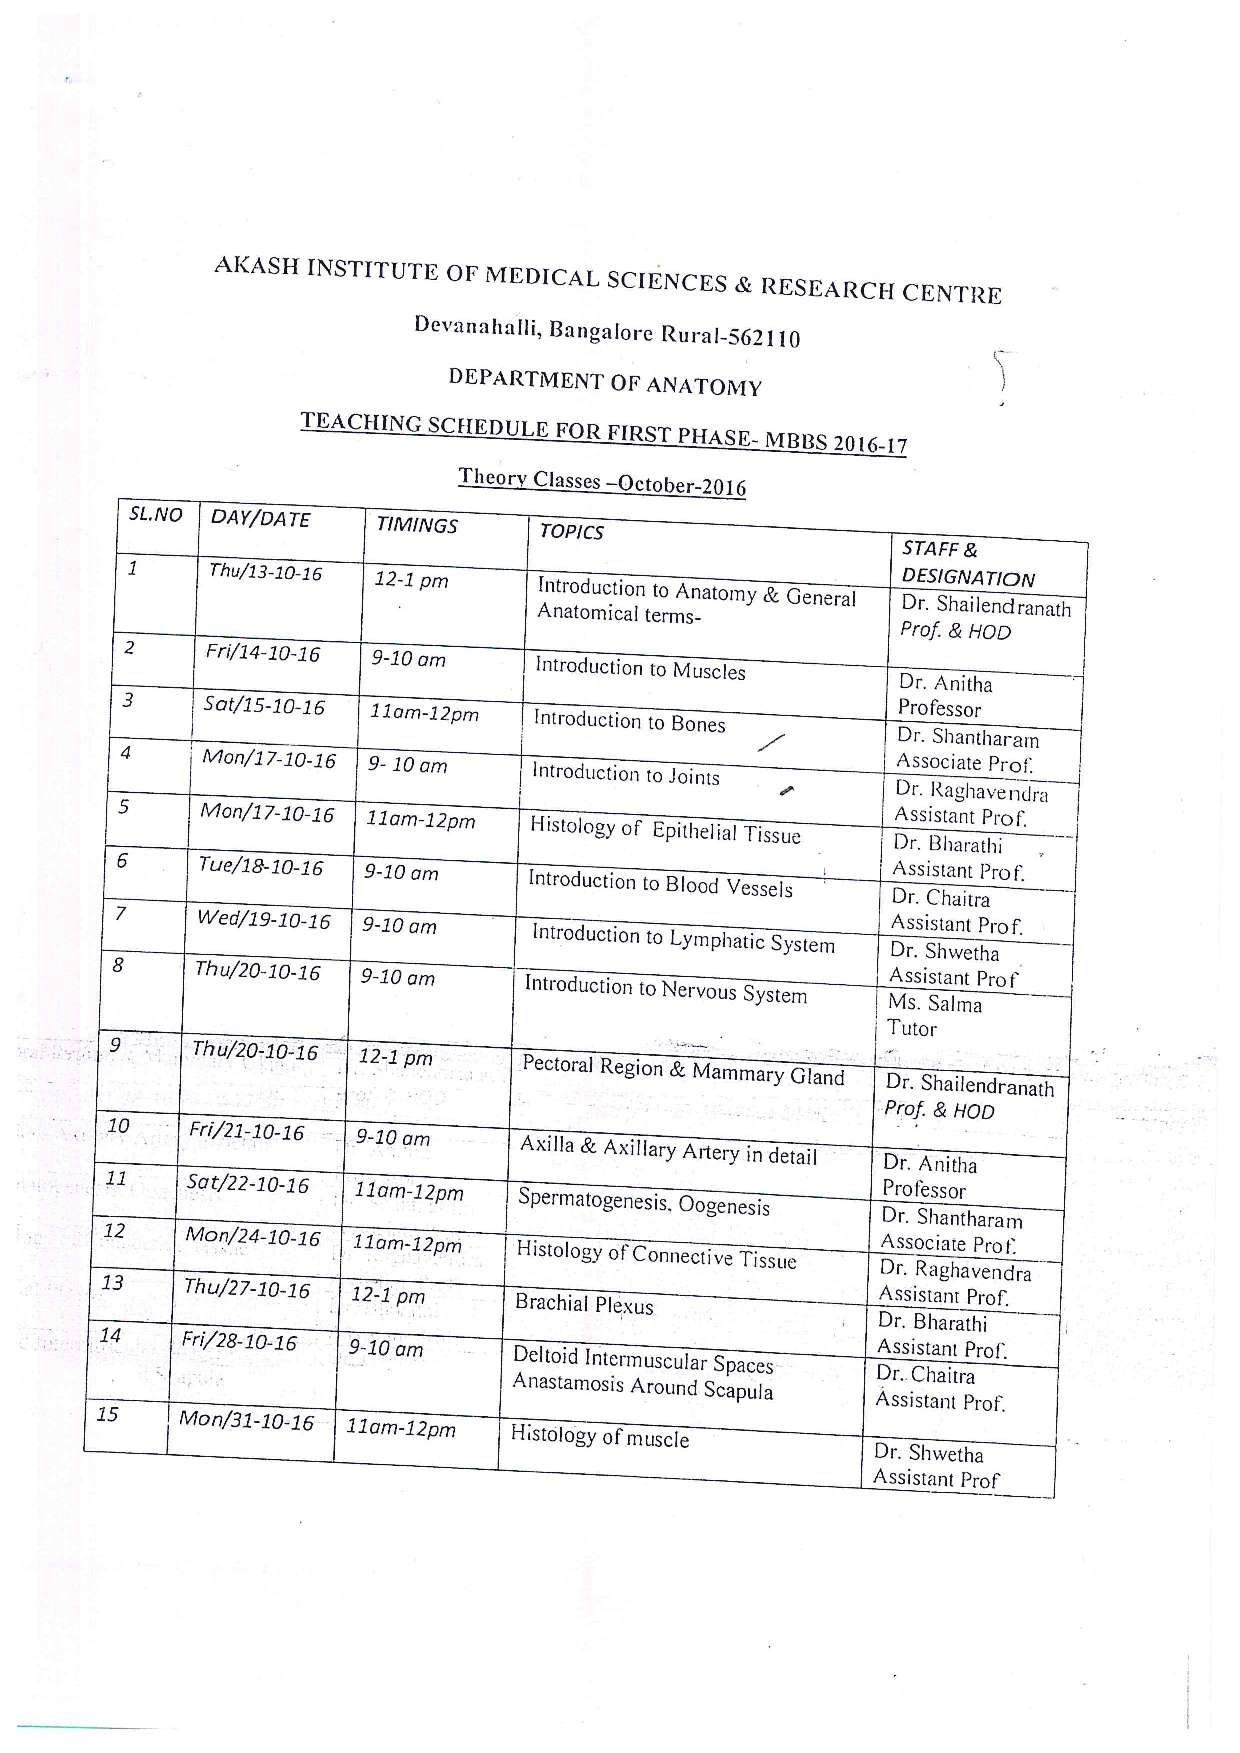 AKASH INSTITUTE OF MEDICAL SCIENCES & RESEARCH CENTRE
Devanahalli, Bangalore Rural-562110
DEPARTMENT OF ANATOMY
TEACHING SCHEDULE FOR FIRST PHASE- MBBS 2016-17
Theory Classes –October-2016
SL.NO DAY/DATE TIMINGS TOPICS STAFF &
DESIGNATION
1 Thu/13-10-16 12-1 pm Introduction to Anatomy & General Dr. Shailendranath
Anatomical terms- Prof. & HOD
2 Fri/14-10-16 9-10 am Introduction to Muscles Dr. Anitha
Professor
3 Sat/15-10-16 11am-12pm Introduction to Bones Dr. Shantharam
Associate Prof.
4 Mon/17-10-16 9- 10 am Introduction to Joints Dr. Raghavendra
Assistant Prof.
5 Mon/17-10-16 11am-12pm Histology of Epithelial Tissue Dr. Bharathi
Assistant Prof.
6 Tue/18-10-16 9-10 am Introduction to Blood Vessels Dr. Chaitra
Assistant Prof.
7 Wed/19-10-16 9-10 am Introduction to Lymphatic System Dr. Shwetha
Assistant Prof
8 Thu/20-10-16 9-10 am Introduction to Nervous System Ms. Salma
Tutor
9 Thu/20-10-16 12-1 pm Pectoral Region & Mammary Gland Dr. Shailendranath
Prof. & HOD
10 Fri/21-10-16 9-10 am Axilla & Axillary Artery in detail Dr. Anitha
Professor
11 Sat/22-10-16 11am-12pm Spermatogenesis, Oogenesis Dr. Shantharam
Associate Prof.
12 Mon/24-10-16 11am-12pm Histology of Connective Tissue Dr. Raghavendra
Assistant Prof.
13 Thu/27-10-16 12-1 pm Brachial Plexus Dr. Bharathi
Assistant Prof.
14 Fri/28-10-16 9-10 am Deltoid Intermuscular Spaces Dr. Chaitra
Anastamosis Around Scapula Assistant Prof.
15 Mon/31-10-16 11am-12pm Histology of muscle Dr. Shwetha
Assistant Prof